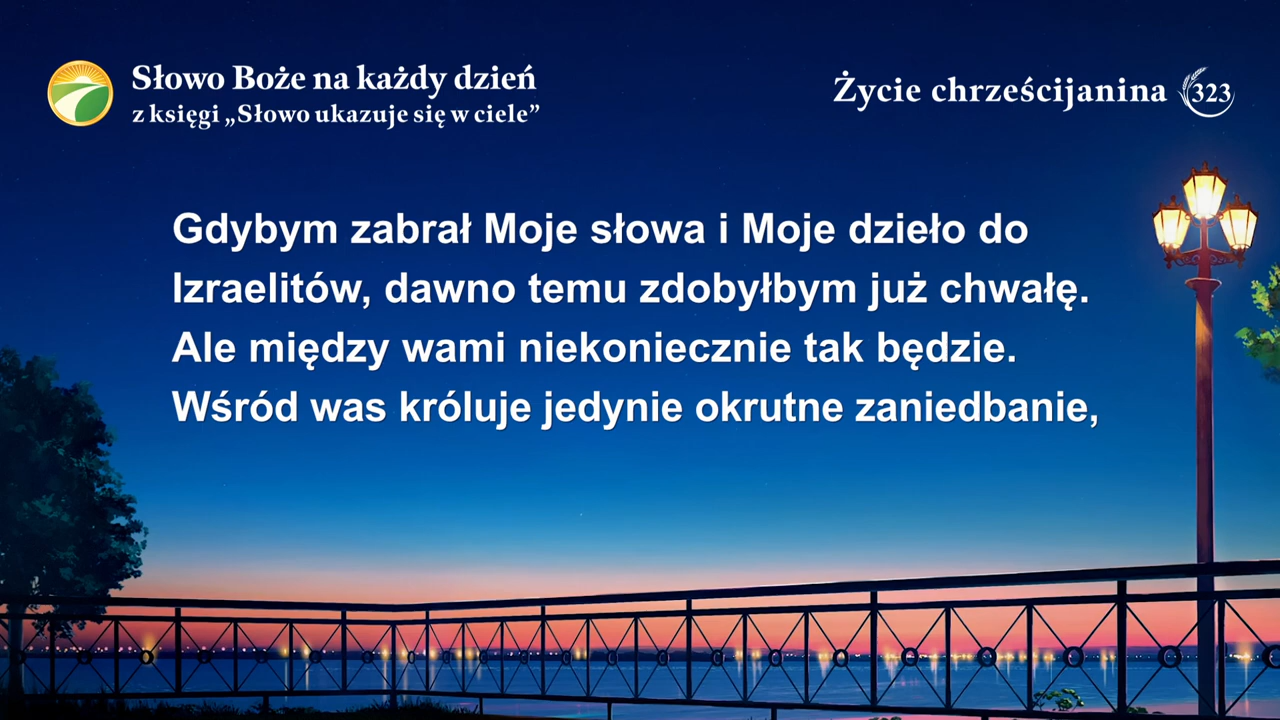 Słowo Boże na każdy dzień
z księgi „Słowo ukazuje się w ciele”
Życie chrześcijanina 323
Gdybym zabrał Moje słowa i Moje dzieło do
Izraelitów, dawno temu zdobyłbym już chwałę.
Ale między wami niekoniecznie tak będzie.
Wśród was króluje jedynie okrutne zaniedbanie,